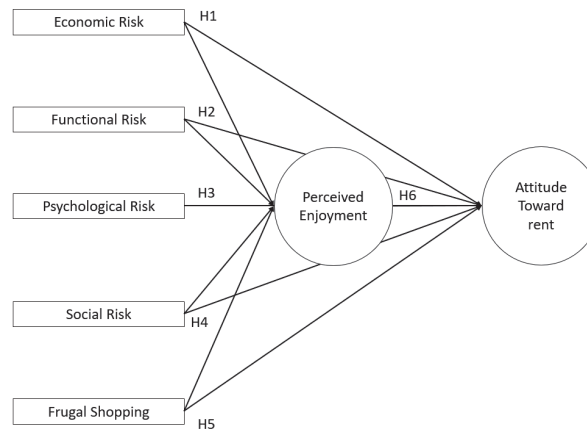 Economic Risk
H1
Functional Risk
H2
Psychological Risk
H3
Perceived
Enjoyment
H6
Attitude
Toward
rent
Social Risk
H4
Frugal Shopping
H5